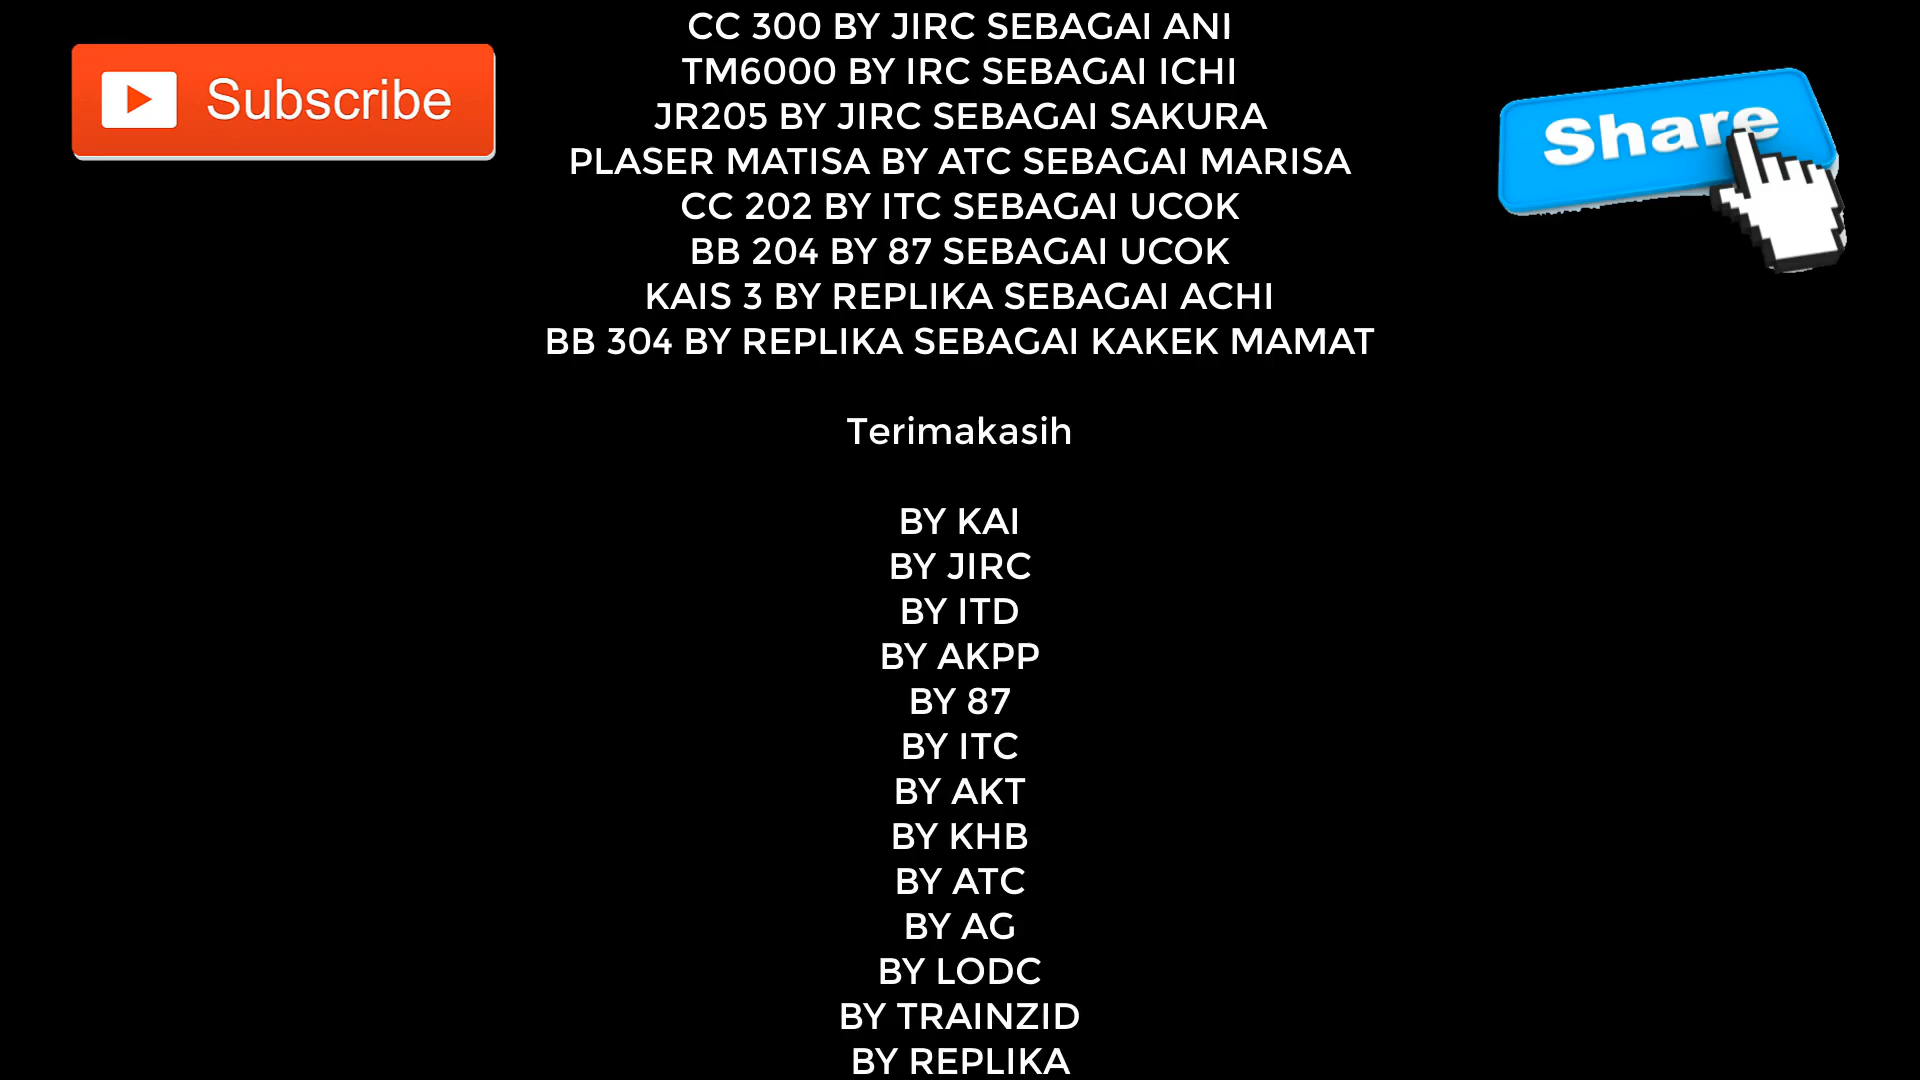 Subscribe
Share
CC 300 BY JIRC SEBAGAI ANI
TM6000 BY IRC SEBAGAI ICHI
JR205 BY JIRC SEBAGAI SAKURA
PLASER MATISA BY ATC SEBAGAI MARISA
CC 202 BY ITC SEBAGAI UCOK
BB 204 BY 87 SEBAGAI UCOK
KAIS 3 BY REPLIKA SEBAGAI ACHI
BB 304 BY REPLIKA SEBAGAI KAKEK MAMAT
Terimakasih
BY KAI
BY JIRC
BY ITD
BY AKPP
BY 87
BY ITC
BY AKT
BY KHB
BY ATC
BY AG
BY LODC
BY TRAINZID
BY REPLIKA